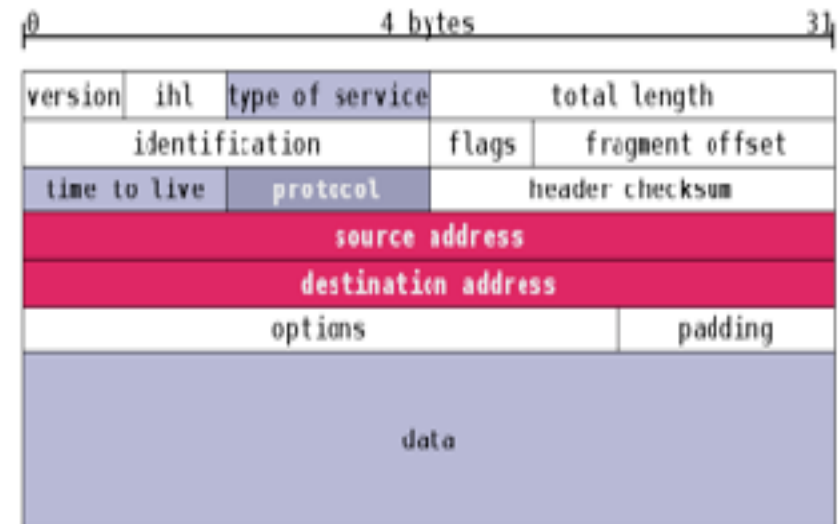 0 4 bytes 31
version ihl type of service total length
identification flags fragment offset
time to live protocol header checksum
source address
destination address
options padding
data